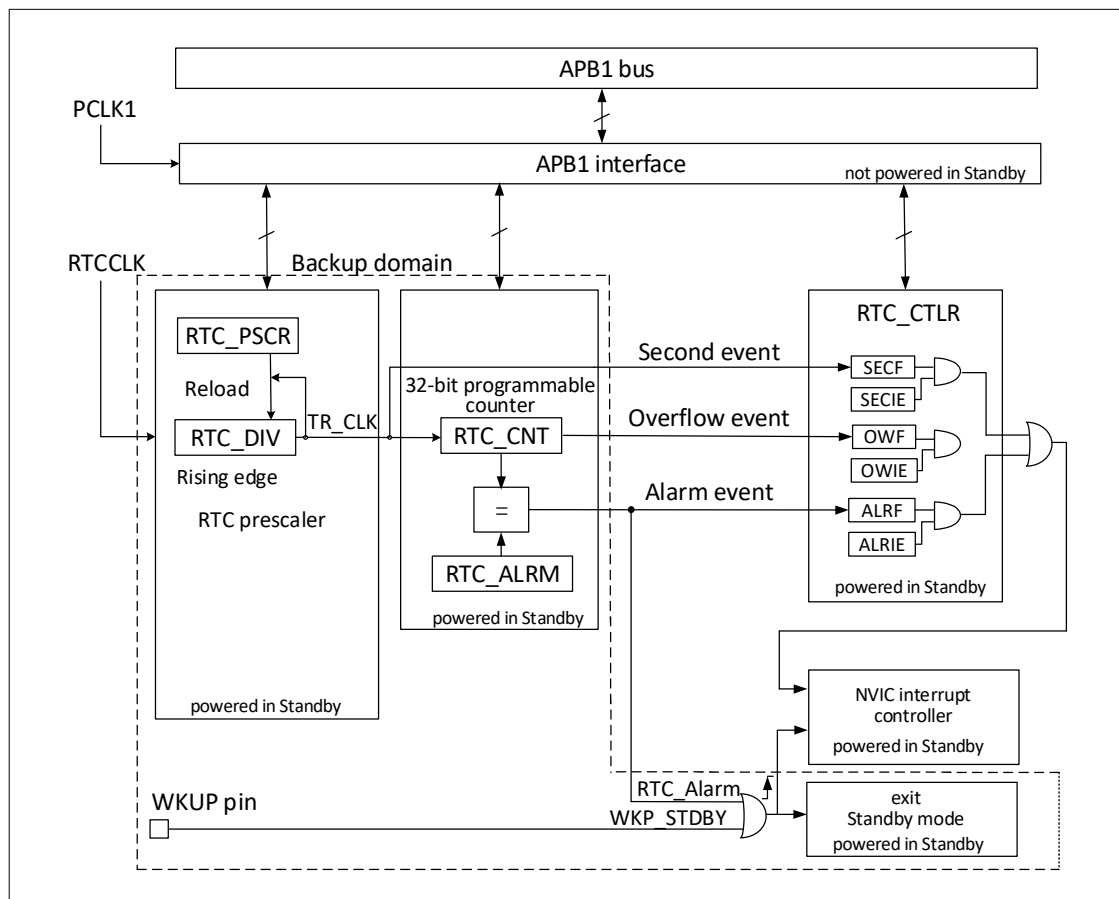 APB1 bus
PCLK1
APB1 interface
not powered in Standby
RTCCLK
Backup domain
RTC_PSCR
Reload
RTC_DIV
TR_CLK
Rising edge
RTC prescaler
powered in Standby
32-bit programmable
counter
RTC_CNT
=
RTC_ALRM
powered in Standby
Second event
Overflow event
Alarm event
RTC_CTLR
SECF
SECIE
OWF
OWIE
ALRF
ALRIE
powered in Standby
NVIC interrupt
controller
powered in Standby
WKUP pin
RTC_Alarm
WKP_STDBY
exit
Standby mode
powered in Standby